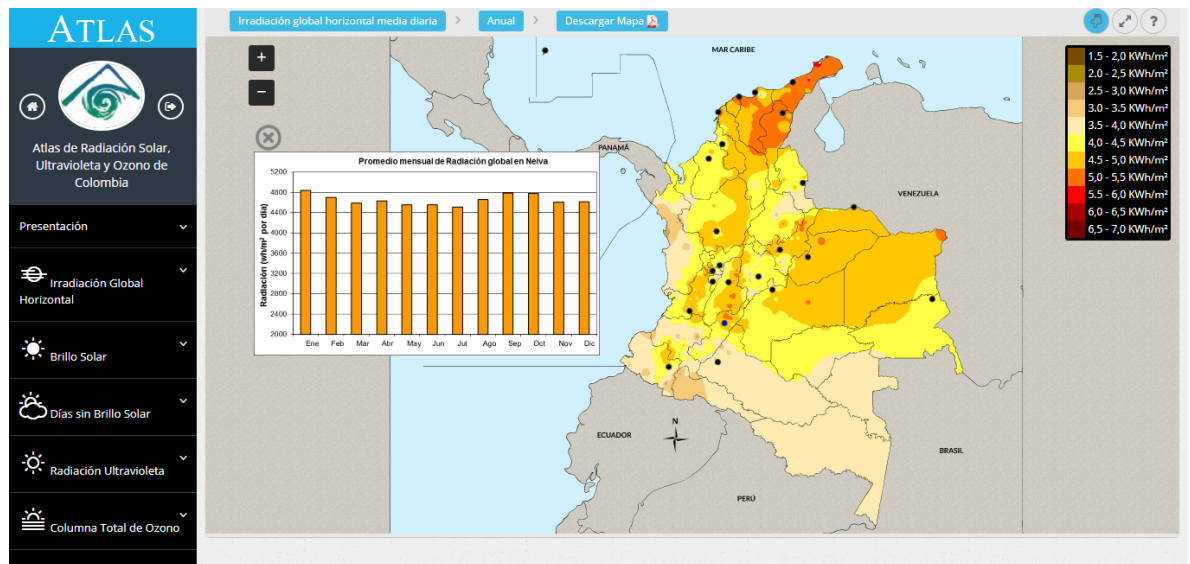 ATLAS
Atlas de Radiación Solar,
Ultravioleta y Ozono de
Colombia
Presentación
Irradiación Global
Horizontal
Brillo Solar
Días sin Brillo Solar
Radiación Ultravioleta
Columna Total de Ozono
Irradiación global horizontal media diaria > Anual > Descargar Mapa
?
+
−
MAR CARIBE
PANAMÁ
VENEZUELA
ECUADOR
N
BRASIL
PERÚ
Promedio mensual de Radiación global en Neiva
Radiación (wh/m² por día)
5200
4800
4400
4000
3600
3200
2800
2400
2000
Ene Feb Mar Abr May Jun Jul Ago Sep Oct Nov Dic
1.5 - 2,0 KWh/m²
2.0 - 2,5 KWh/m²
2.5 - 3,0 KWh/m²
3.0 - 3.5 KWh/m²
3.5 - 4,0 KWh/m²
4,0 - 4,5 KWh/m²
4.5 - 5,0 KWh/m²
5,0 - 5,5 KWh/m²
5.5 - 6,0 KWh/m²
6,0 - 6,5 KWh/m²
6,5 - 7,0 KWh/m²